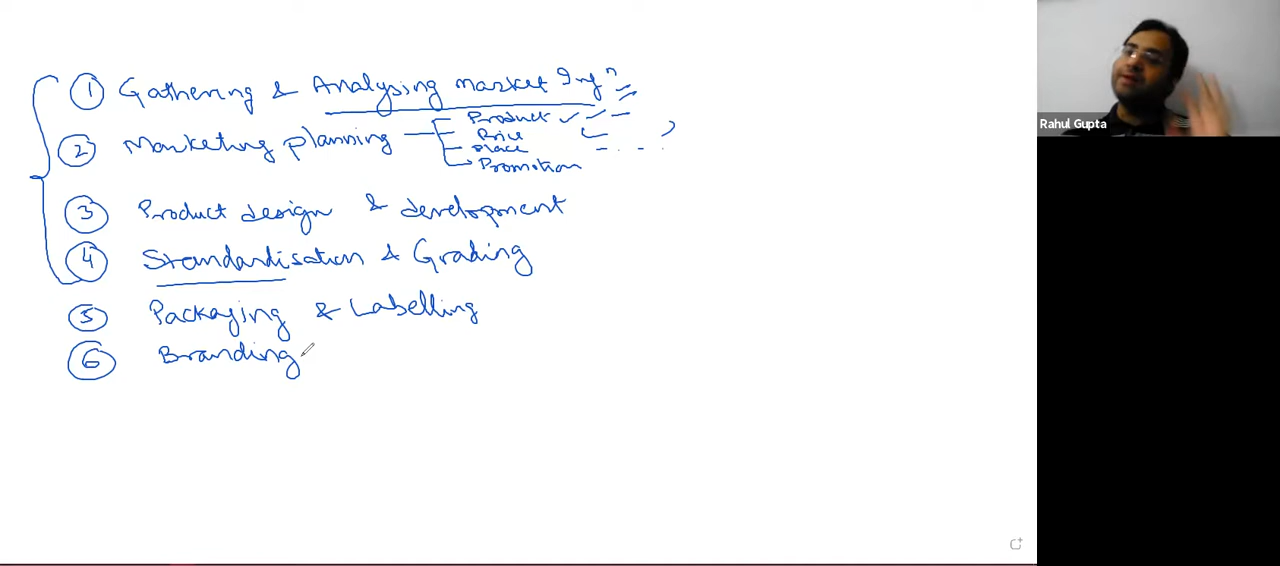 ① Gathering & Analysing market Infⁿ
② Marketing planning
Product ✓
Price
Place
Promotion
③ Product design & development
④ Standardisation & Grading
⑤ Packaging & Labelling
⑥ Branding
Rahul Gupta